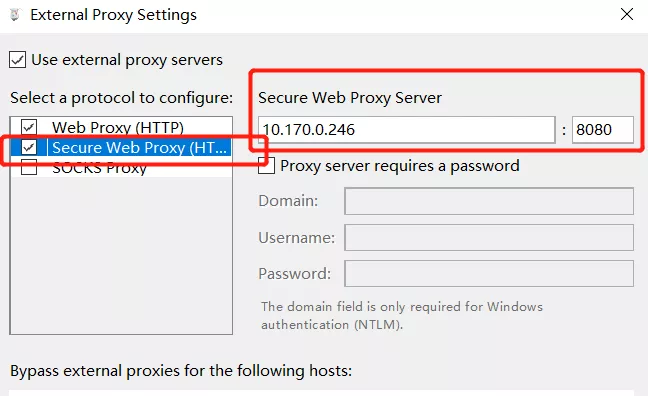 External Proxy Settings
Use external proxy servers
Select a protocol to configure:
Web Proxy (HTTP)
Secure Web Proxy (HT...
SOCKS Proxy
Secure Web Proxy Server
10.170.0.246 : 8080
Proxy server requires a password
Domain:
Username:
Password:
The domain field is only required for Windows
authentication (NTLM).
Bypass external proxies for the following hosts: